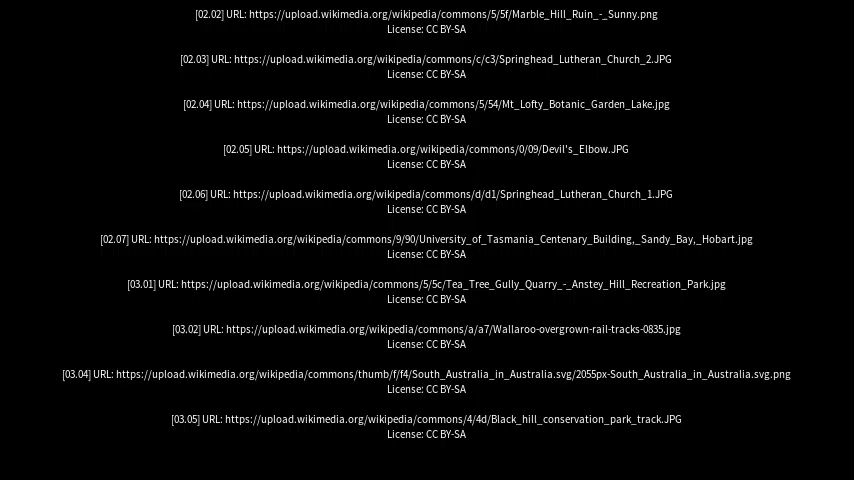 [02.02] URL: https://upload.wikimedia.org/wikipedia/commons/5/5f/Marble_Hill_Ruin_-_Sunny.png
License: CC BY-SA
[02.03] URL: https://upload.wikimedia.org/wikipedia/commons/c/c3/Springhead_Lutheran_Church_2.JPG
License: CC BY-SA
[02.04] URL: https://upload.wikimedia.org/wikipedia/commons/5/54/Mt_Lofty_Botanic_Garden_Lake.jpg
License: CC BY-SA
[02.05] URL: https://upload.wikimedia.org/wikipedia/commons/0/09/Devil's_Elbow.JPG
License: CC BY-SA
[02.06] URL: https://upload.wikimedia.org/wikipedia/commons/d/d1/Springhead_Lutheran_Church_1.JPG
License: CC BY-SA
[02.07] URL: https://upload.wikimedia.org/wikipedia/commons/9/90/University_of_Tasmania_Centenary_Building,_Sandy_Bay,_Hobart.jpg
License: CC BY-SA
[03.01] URL: https://upload.wikimedia.org/wikipedia/commons/5/5c/Tea_Tree_Gully_Quarry_-_Anstey_Hill_Recreation_Park.jpg
License: CC BY-SA
[03.02] URL: https://upload.wikimedia.org/wikipedia/commons/a/a7/Wallaroo-overgrown-rail-tracks-0835.jpg
License: CC BY-SA
[03.04] URL: https://upload.wikimedia.org/wikipedia/commons/thumb/f/f4/South_Australia_in_Australia.svg/2055px-South_Australia_in_Australia.svg.png
License: CC BY-SA
[03.05] URL: https://upload.wikimedia.org/wikipedia/commons/4/4d/Black_hill_conservation_park_track.JPG
License: CC BY-SA